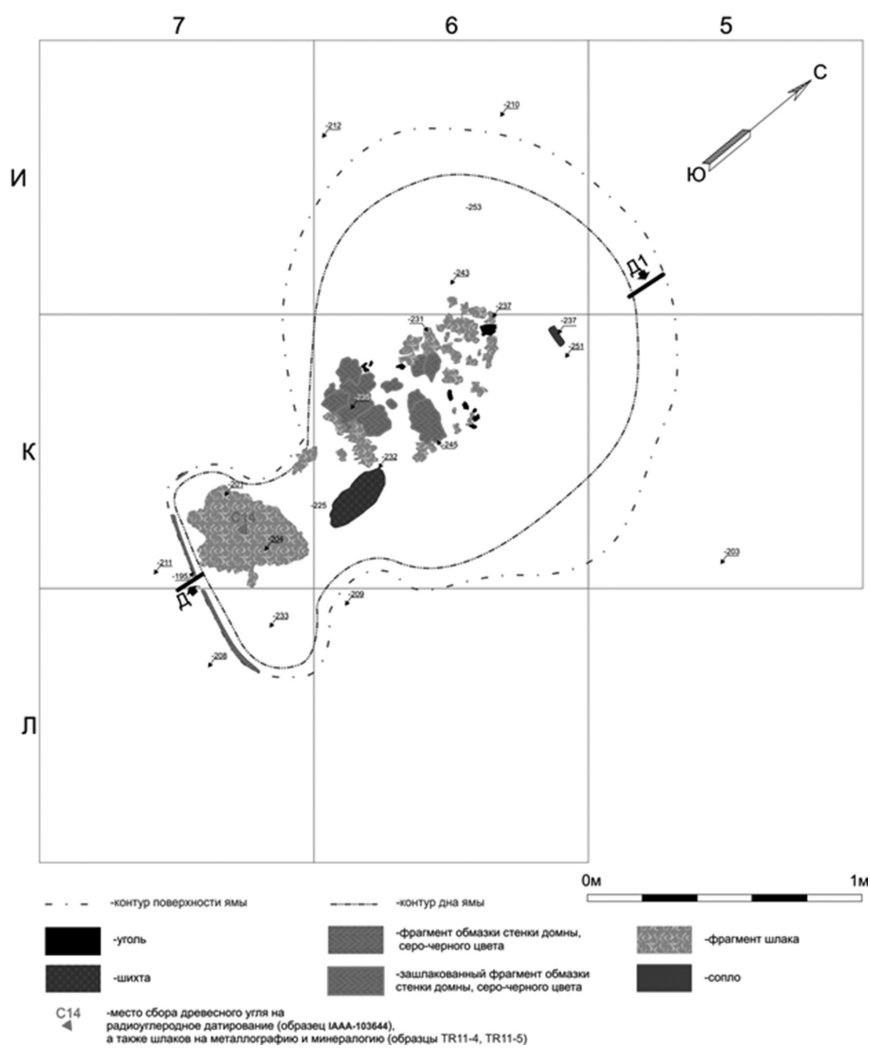 7 6 5
С
-212
-210
Ю
И
-253
Д1
-243
-237
-231
-237
-251
-235
-245
К
-232
-201
-225
С14
-204
-203
-211
-195
Д
-209
-233
-208
Л
0м 1м
-контур поверхности ямы -контур дна ямы
-уголь
-фрагмент обмазки стенки домны,
серо-черного цвета
-фрагмент шлака
-шихта
-зашлакованный фрагмент обмазки
стенки домны, серо-черного цвета
-сопло
С14
-место сбора древесного угля на
радиоуглеродное датирование (образец IAAA-103644),
а также шлаков на металлографию и минералогию (образцы TR11-4, TR11-5)